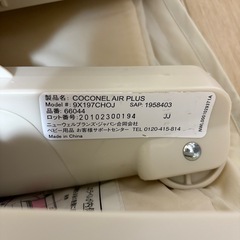 製品名: COCONEL AIR PLUS
Model #: 9X197CHOJ SAP: 1958403
品番: 66044
ロット番号 20102300194 JJ
ニューウェルブランズ・ジャパン合同会社
ベビー用品 お客様サポートセンター TEL 0120-415-814
Made in China